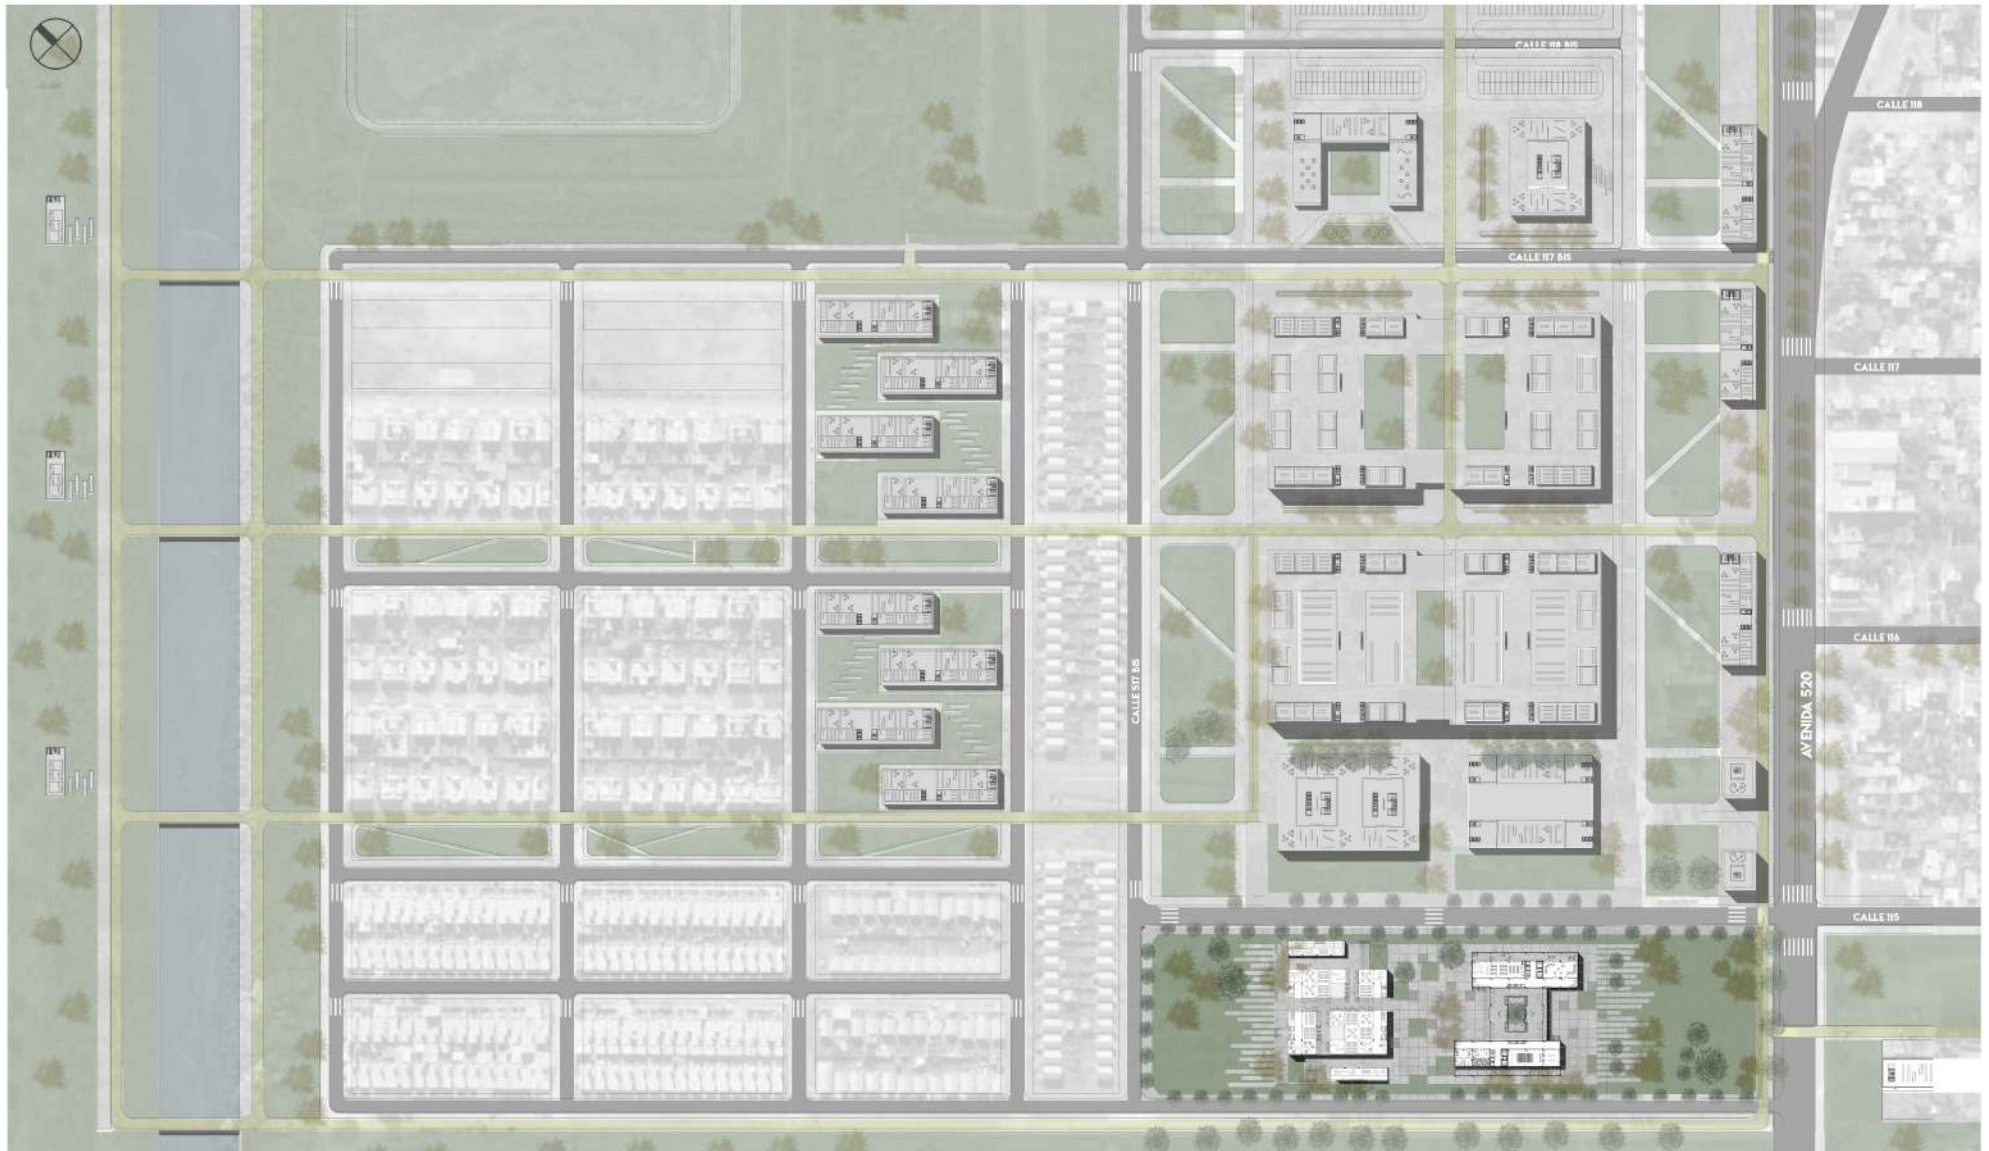 CALLE 118 BIS
CALLE 118
CALLE 117 BIS
CALLE 117
CALLE 116
CALLE 517 BIS
AVENIDA 520
CALLE 115